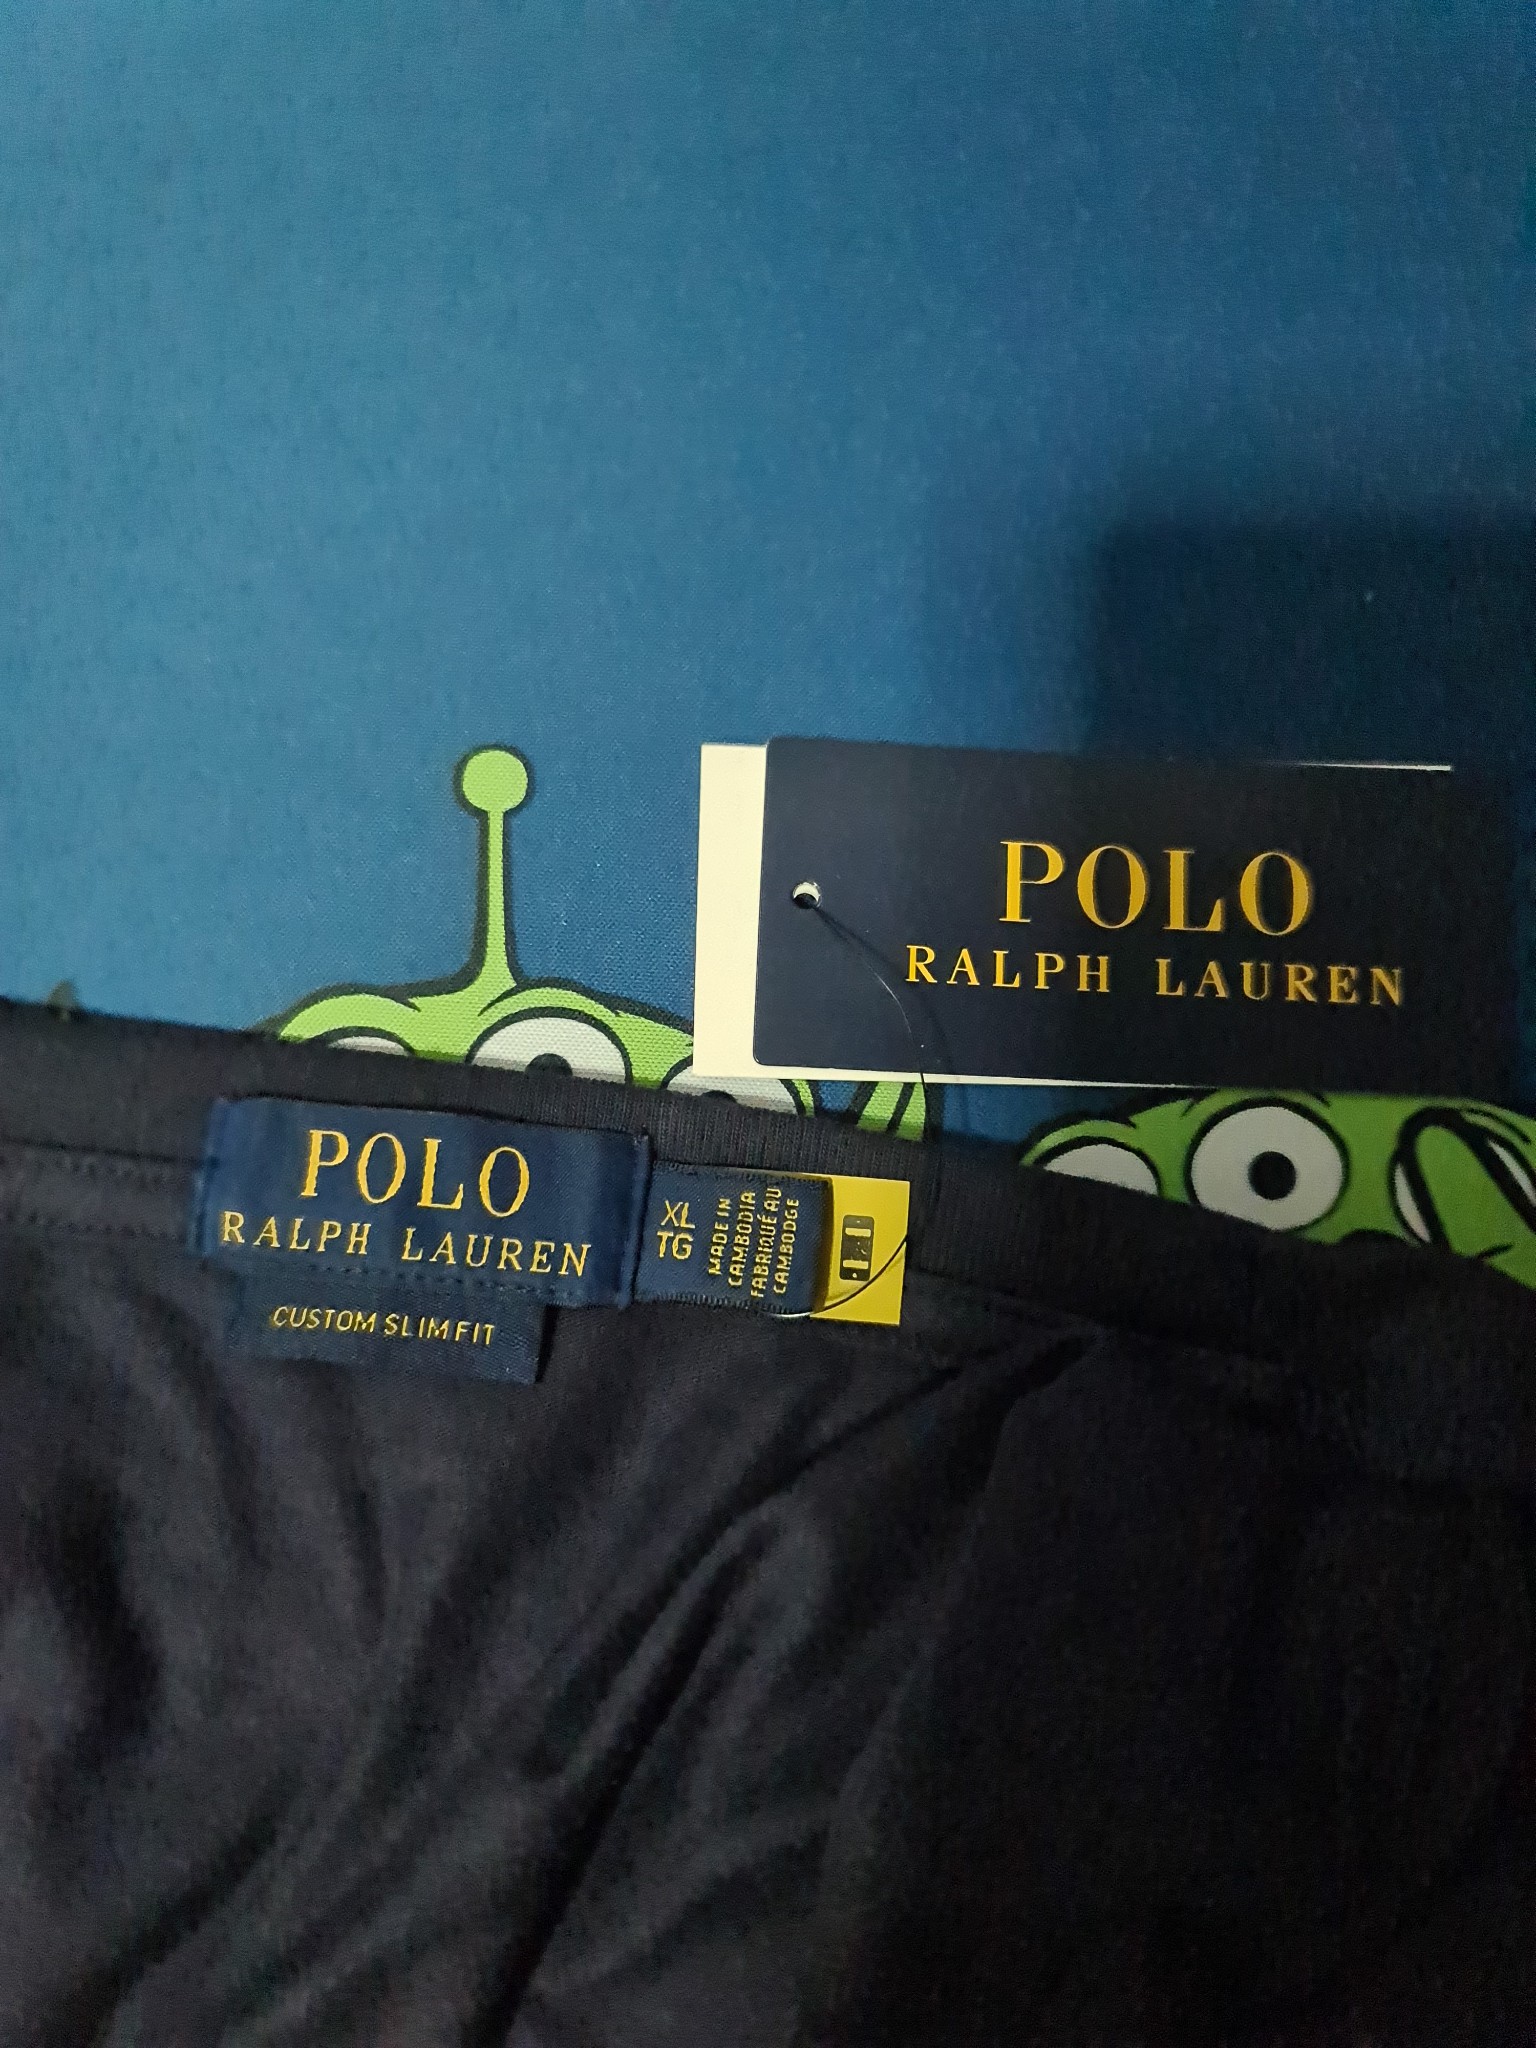 POLO
RALPH LAUREN
POLO
RALPH LAUREN
CUSTOM SLIM FIT
XL
TG
MADE IN
CAMBODIA
FABRIQUÉ AU
CAMBODGE